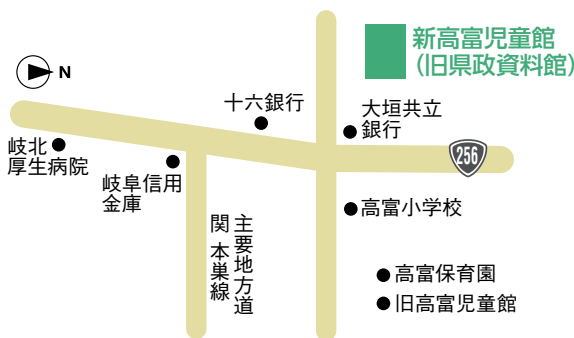 新高富児童館
(旧県政資料館)
N
十六銀行
大垣共立
銀行
岐北
厚生病院
256
岐阜信用
金庫
高富小学校
主要地方道
関本巣線
高富保育園
旧高富児童館